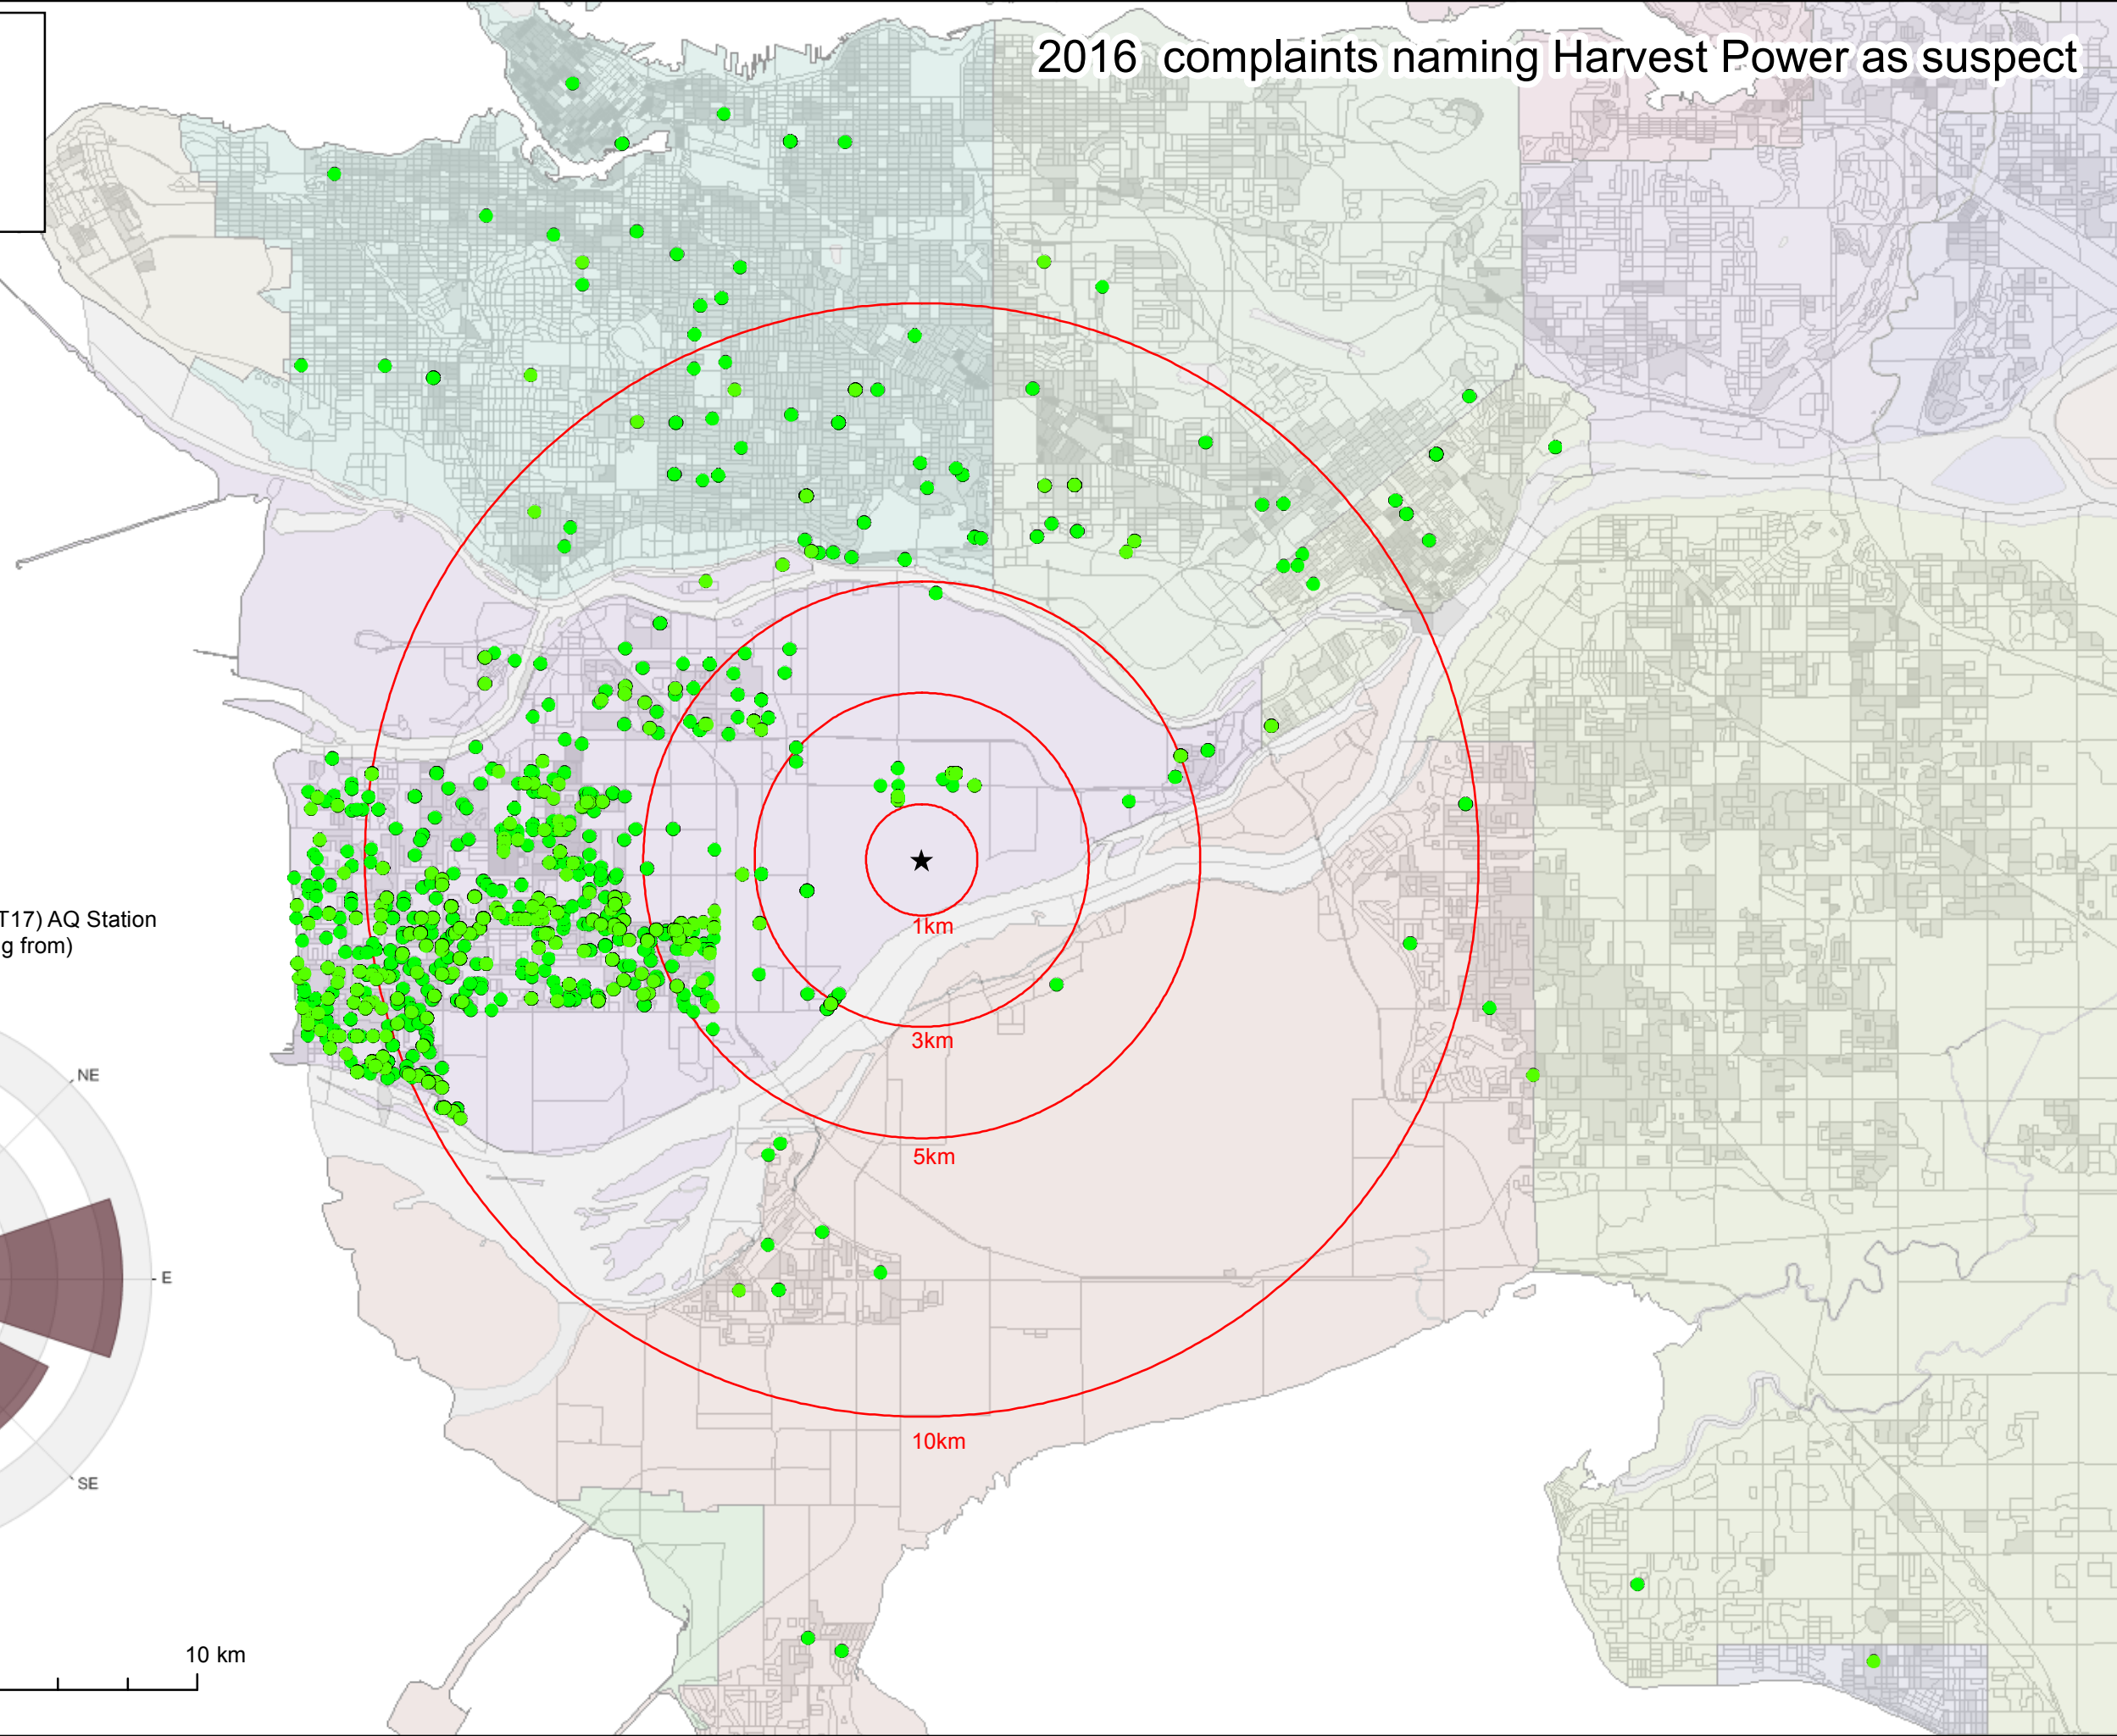 2016 complaints naming Harvest Power as suspect
T17) AQ Station
g from)
1km
3km
5km
10km
NE
E
SE
10 km